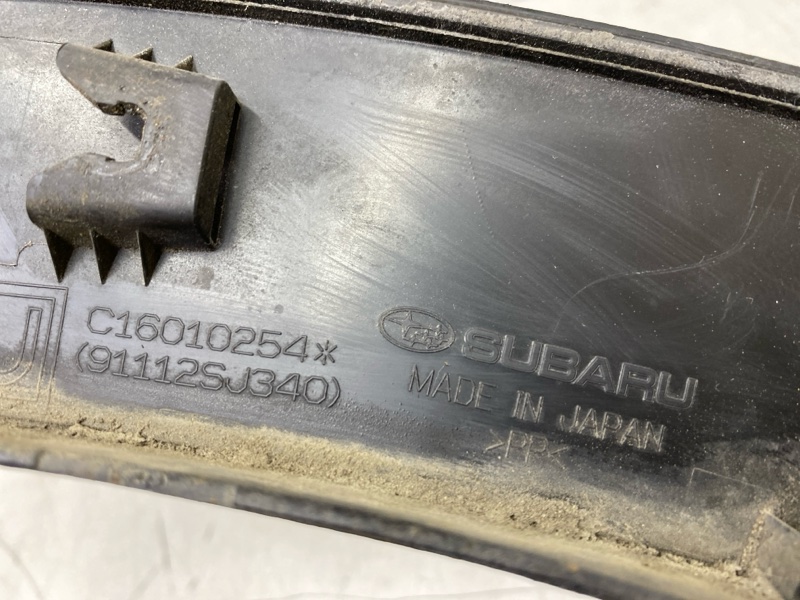 C16010254*
(91112SJ340)
SUBARU
MADE IN JAPAN
>PP<